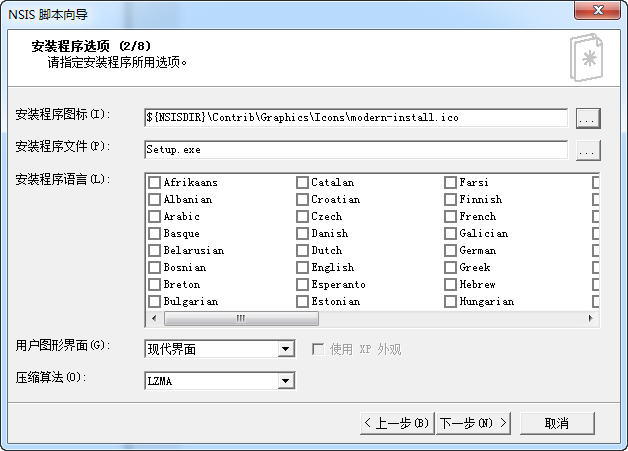 NSIS 脚本向导
安装程序选项 (2/8)
请指定安装程序所用选项。
安装程序图标(I): ${NSISDIR}\Contrib\Graphics\Icons\modern-install.ico ...
安装程序文件(P): Setup.exe ...
安装程序语言(L):
Afrikaans Catalan Farsi
Albanian Croatian Finnish
Arabic Czech French
Basque Danish Galician
Belarusian Dutch German
Bosnian English Greek
Breton Esperanto Hebrew
Bulgarian Estonian Hungarian
用户图形界面(G): 现代界面 使用 XP 外观
压缩算法(O): LZMA
< 上一步(B) 下一步(N) > 取消